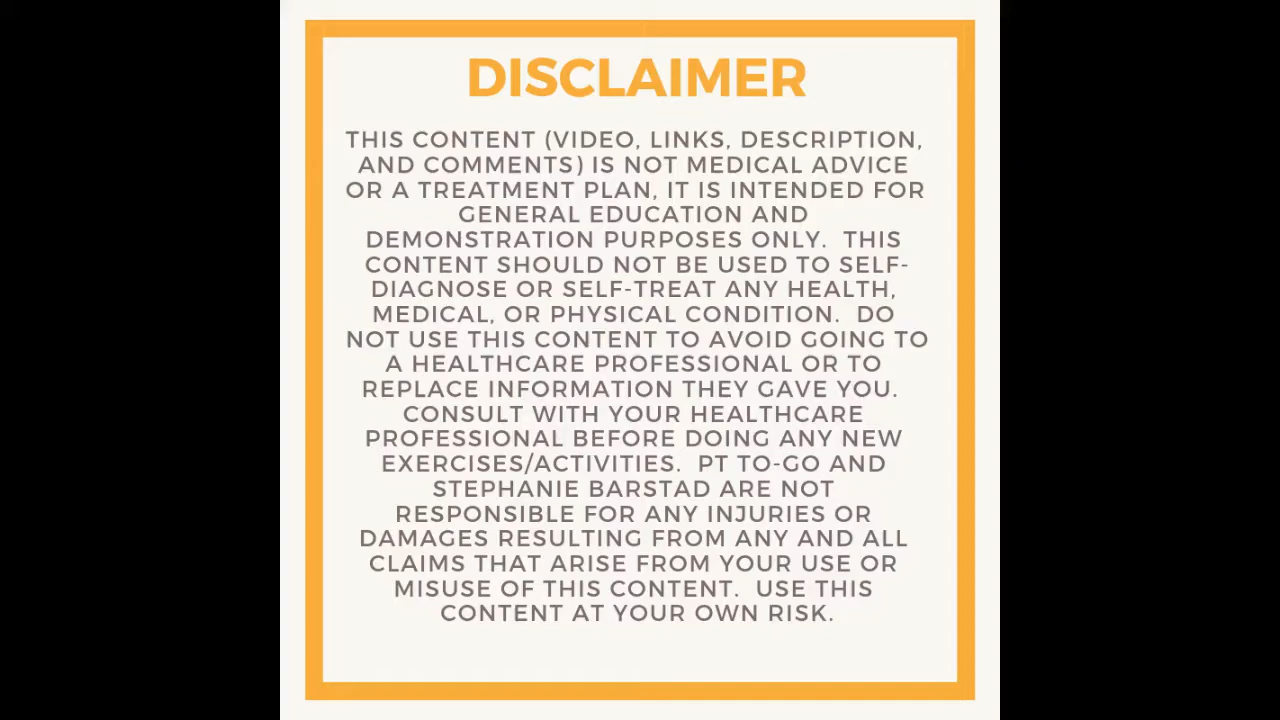 DISCLAIMER
THIS CONTENT (VIDEO, LINKS, DESCRIPTION,
AND COMMENTS) IS NOT MEDICAL ADVICE
OR A TREATMENT PLAN, IT IS INTENDED FOR
GENERAL EDUCATION AND
DEMONSTRATION PURPOSES ONLY.  THIS
CONTENT SHOULD NOT BE USED TO SELF-
DIAGNOSE OR SELF-TREAT ANY HEALTH,
MEDICAL, OR PHYSICAL CONDITION.  DO
NOT USE THIS CONTENT TO AVOID GOING TO
A HEALTHCARE PROFESSIONAL OR TO
REPLACE INFORMATION THEY GAVE YOU.
CONSULT WITH YOUR HEALTHCARE
PROFESSIONAL BEFORE DOING ANY NEW
EXERCISES/ACTIVITIES.  PT TO-GO AND
STEPHANIE BARSTAD ARE NOT
RESPONSIBLE FOR ANY INJURIES OR
DAMAGES RESULTING FROM ANY AND ALL
CLAIMS THAT ARISE FROM YOUR USE OR
MISUSE OF THIS CONTENT.  USE THIS
CONTENT AT YOUR OWN RISK.